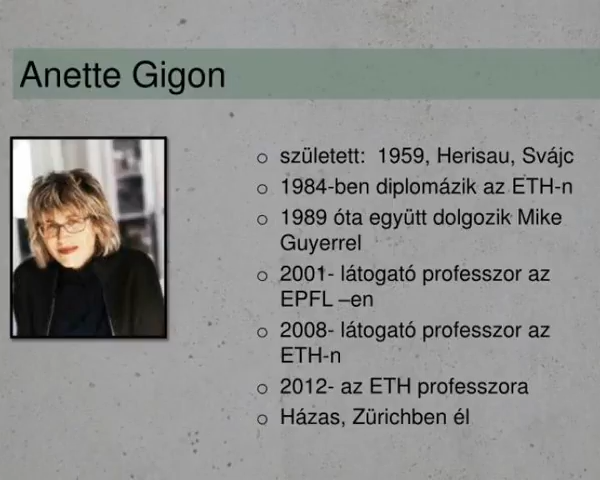 Anette Gigon
○ született:  1959, Herisau, Svájc
○ 1984-ben diplomázik az ETH-n
○ 1989 óta együtt dolgozik Mike
Guyerrel
○ 2001- látogató professzor az
EPFL –en
○ 2008- látogató professzor az
ETH-n
○ 2012- az ETH professzora
○ Házas, Zürichben él